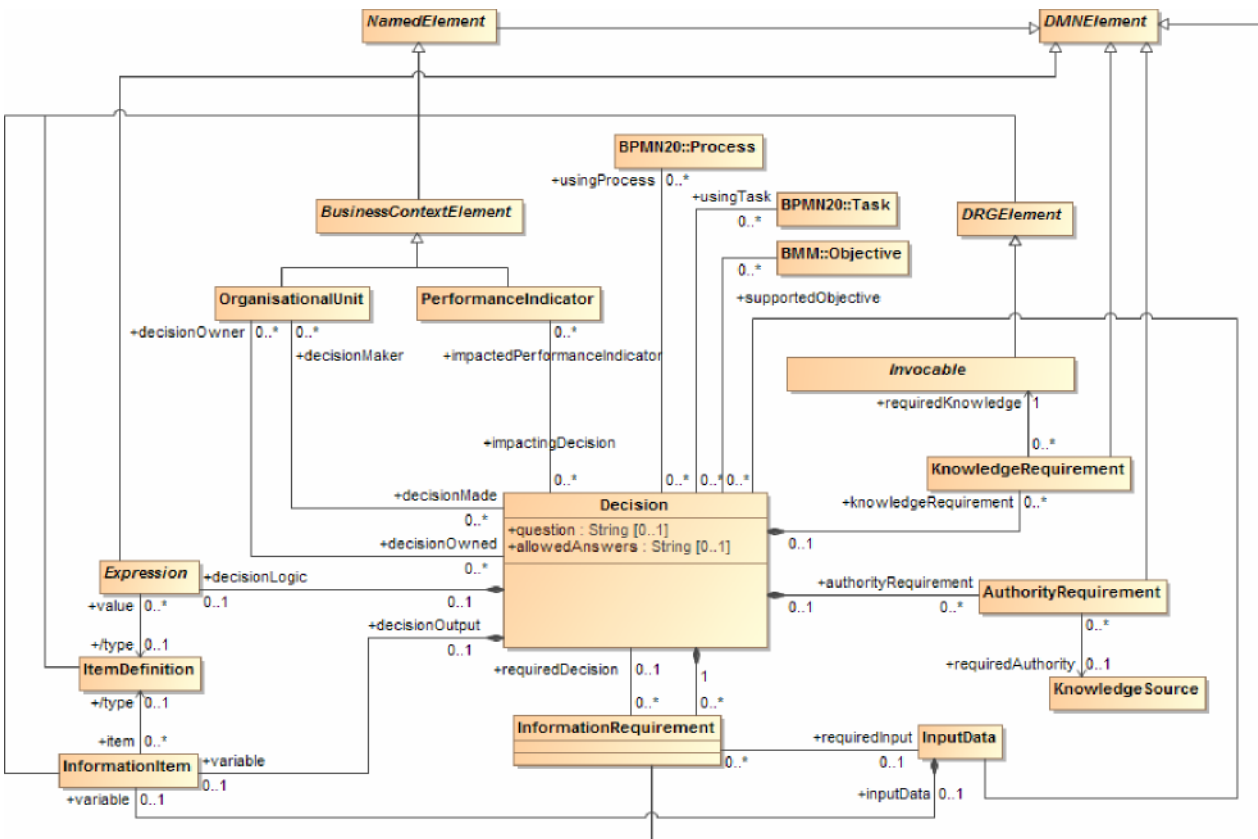 NamedElement
DMNElement
BPMN20::Process
+usingProcess
0..*
+usingTask
BPMN20::Task
0..*
BusinessContextElement
DRGElement
BMM::Objective
0..*
+supportedObjective
OrganisationalUnit
PerformanceIndicator
+decisionOwner
0..*
0..*
0..*
+decisionMaker
+impactedPerformanceIndicator
Invocable
+requiredKnowledge
1
+impactingDecision
0..*
KnowledgeRequirement
0..*
0..*
0..*
0..*
+decisionMade
0..*
Decision
+knowledgeRequirement
0..*
+question : String [0..1]
+allowedAnswers : String [0..1]
0..1
+decisionOwned
0..*
Expression
+decisionLogic
0..1
0..1
+authorityRequirement
0..1
0..*
AuthorityRequirement
+value
0..*
+decisionOutput
0..1
0..*
+/type
0..1
ItemDefinition
+requiredDecision
0..1
1
+requiredAuthority
0..1
KnowledgeSource
+/type
0..1
0..*
0..*
InformationRequirement
+item
0..*
+requiredInput
InputData
InformationItem
+variable
0..1
0..*
0..1
+variable
0..1
+inputData
0..1